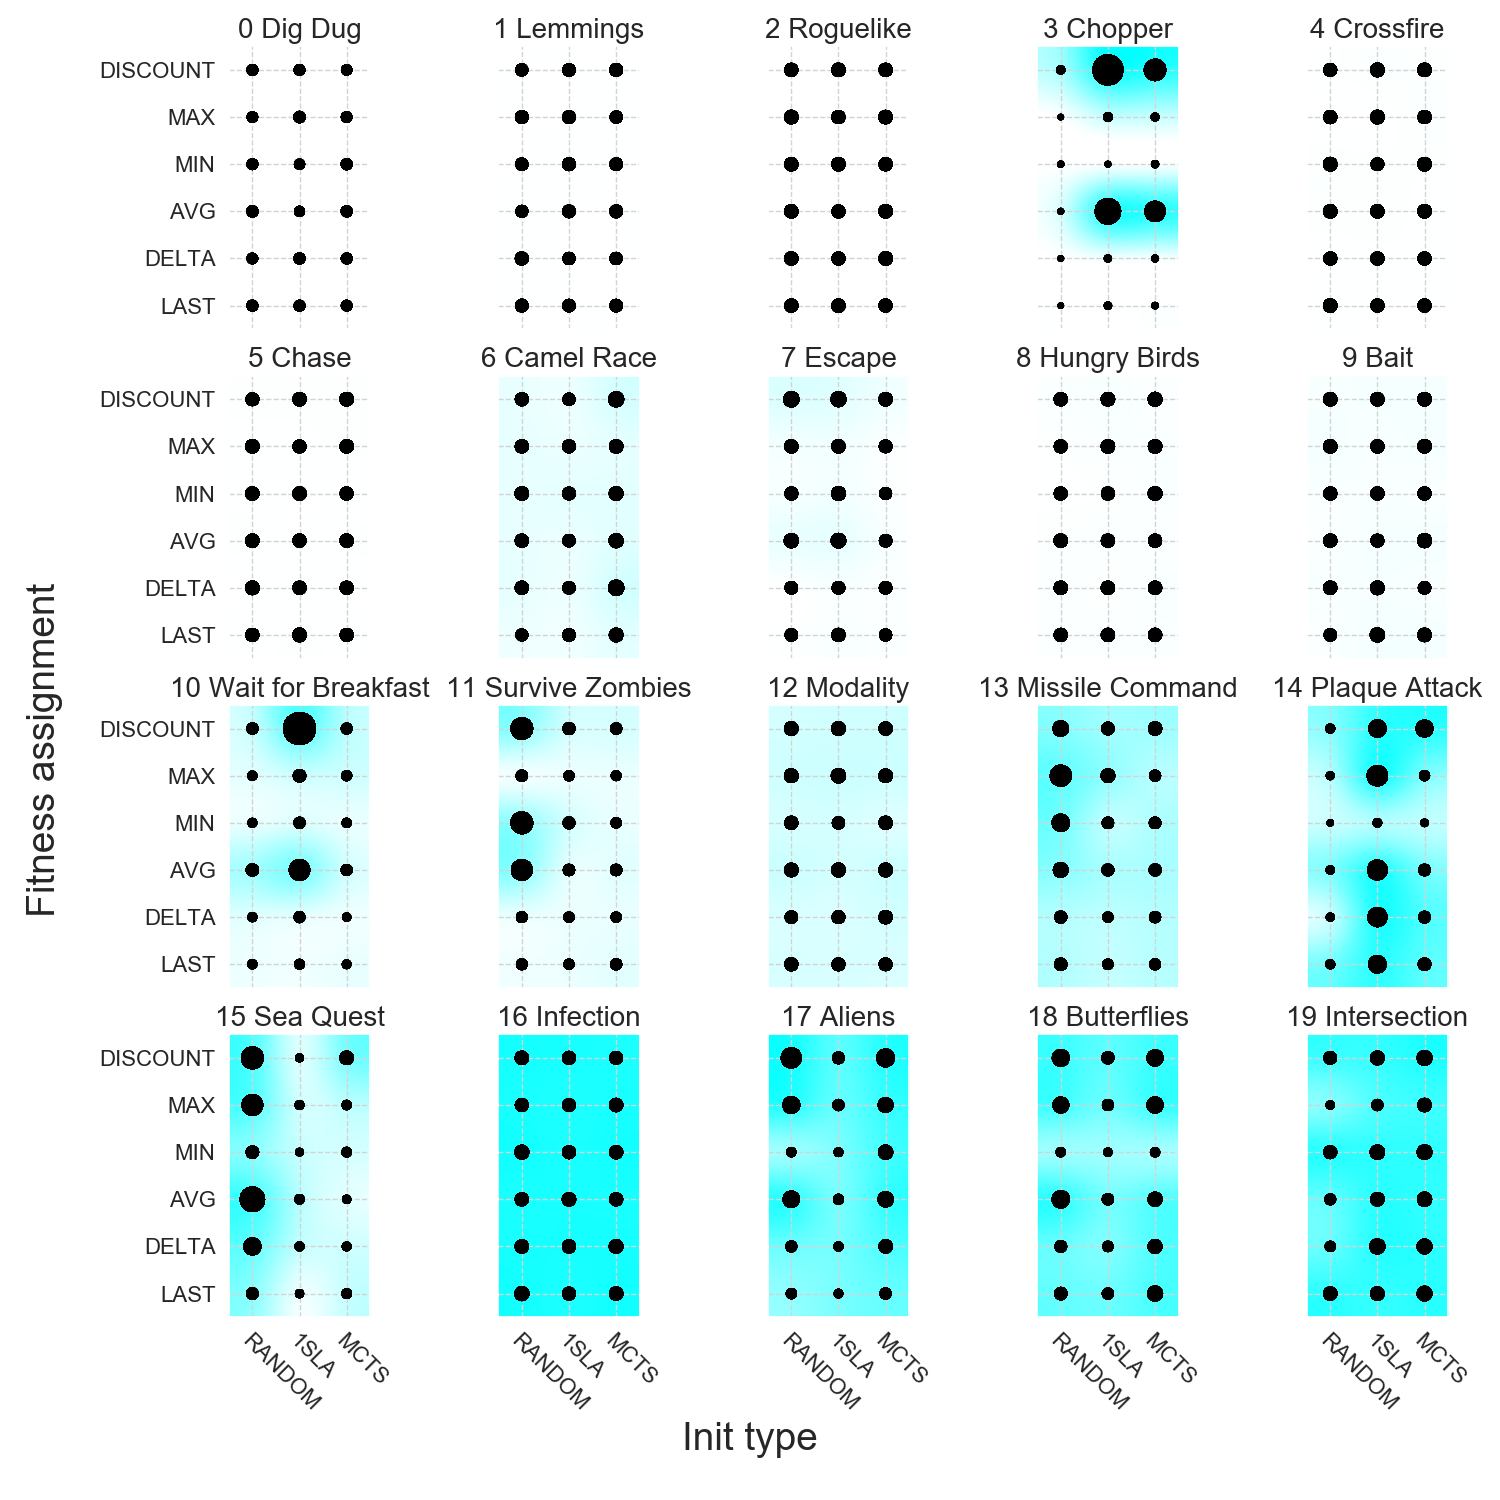 0 Dig Dug
1 Lemmings
2 Roguelike
3 Chopper
4 Crossfire
DISCOUNT
MAX
MIN
AVG
DELTA
LAST
5 Chase
6 Camel Race
7 Escape
8 Hungry Birds
9 Bait
DISCOUNT
MAX
MIN
AVG
DELTA
LAST
Fitness assignment
10 Wait for Breakfast
11 Survive Zombies
12 Modality
13 Missile Command
14 Plaque Attack
DISCOUNT
MAX
MIN
AVG
DELTA
LAST
15 Sea Quest
16 Infection
17 Aliens
18 Butterflies
19 Intersection
DISCOUNT
MAX
MIN
AVG
DELTA
LAST
RANDOM
1SLA
MCTS
RANDOM
1SLA
MCTS
RANDOM
1SLA
MCTS
RANDOM
1SLA
MCTS
RANDOM
1SLA
MCTS
Init type